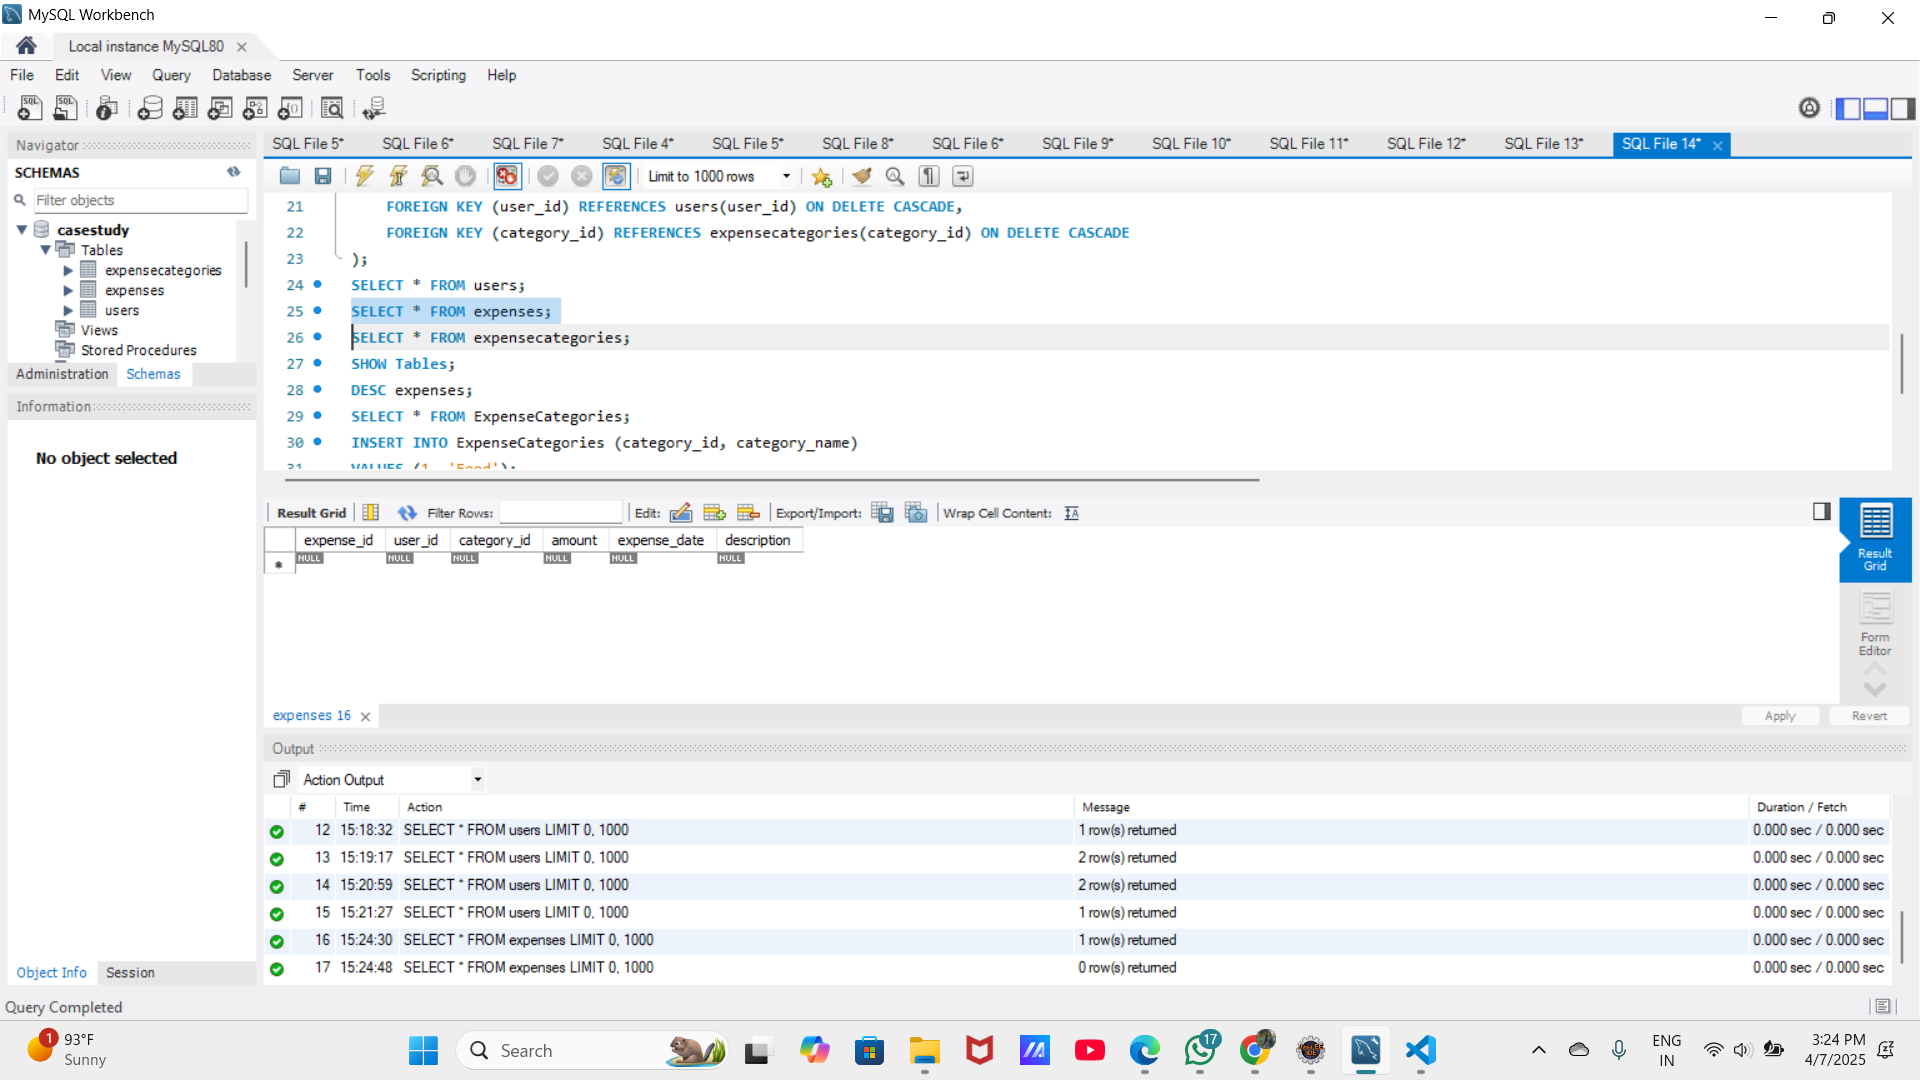 MySQL Workbench
Local instance MySQL80
File Edit View Query Database Server Tools Scripting Help
Navigator
SCHEMAS
Filter objects
casestudy
Tables
expensecategories
expenses
users
Views
Stored Procedures
Administration Schemas
Information
No object selected
Object Info Session
SQL File 5* SQL File 6* SQL File 7* SQL File 4* SQL File 5* SQL File 8* SQL File 6* SQL File 9* SQL File 10* SQL File 11* SQL File 12* SQL File 13* SQL File 14*
Limit to 1000 rows
21 FOREIGN KEY (user_id) REFERENCES users(user_id) ON DELETE CASCADE,
22 FOREIGN KEY (category_id) REFERENCES expensecategories(category_id) ON DELETE CASCADE
23 );
24 SELECT * FROM users;
25 SELECT * FROM expenses;
26 SELECT * FROM expensecategories;
27 SHOW Tables;
28 DESC expenses;
29 SELECT * FROM ExpenseCategories;
30 INSERT INTO ExpenseCategories (category_id, category_name)
31 VALUES (1, 'Food');
Result Grid Filter Rows: Edit: Export/Import: Wrap Cell Content:
expense_id user_id category_id amount expense_date description
NULL NULL NULL NULL NULL NULL
Result
Grid
Form
Editor
expenses 16
Apply Revert
Output
Action Output
# Time Action Message Duration / Fetch
12 15:18:32 SELECT * FROM users LIMIT 0, 1000 1 row(s) returned 0.000 sec / 0.000 sec
13 15:19:17 SELECT * FROM users LIMIT 0, 1000 2 row(s) returned 0.000 sec / 0.000 sec
14 15:20:59 SELECT * FROM users LIMIT 0, 1000 2 row(s) returned 0.000 sec / 0.000 sec
15 15:21:27 SELECT * FROM users LIMIT 0, 1000 1 row(s) returned 0.000 sec / 0.000 sec
16 15:24:30 SELECT * FROM expenses LIMIT 0, 1000 1 row(s) returned 0.000 sec / 0.000 sec
17 15:24:48 SELECT * FROM expenses LIMIT 0, 1000 0 row(s) returned 0.000 sec / 0.000 sec
Query Completed
1
93°F
Sunny
Search
17
ENG
IN
3:24 PM
4/7/2025